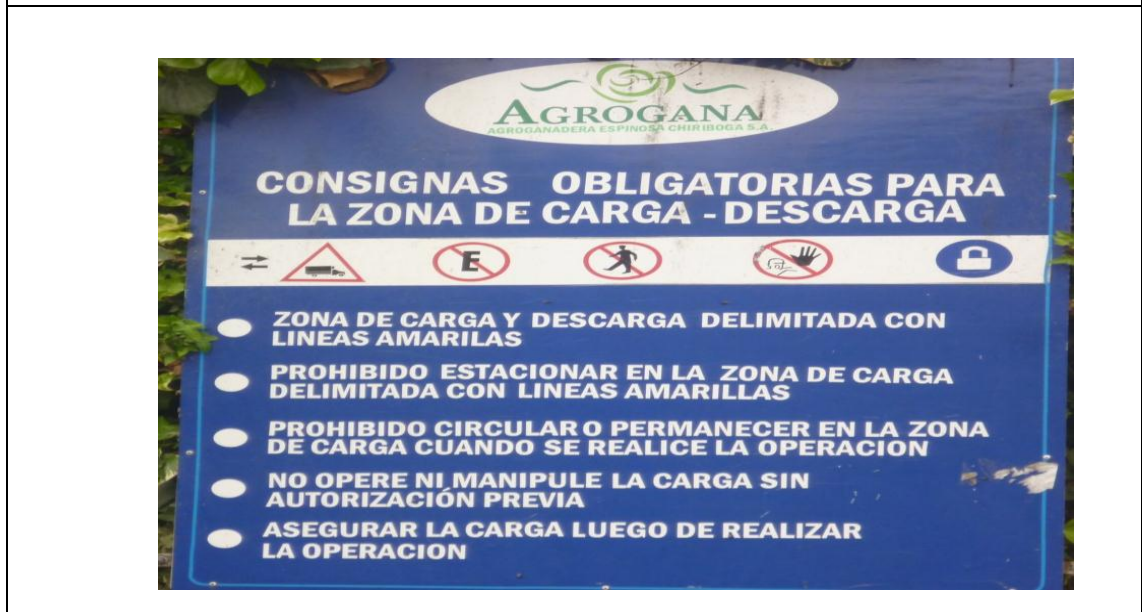 AGROGANA
AGROGANADERA ESPINOSA CHIRIBOGA S.A.
CONSIGNAS OBLIGATORIAS PARA
LA ZONA DE CARGA - DESCARGA
E
ZONA DE CARGA Y DESCARGA DELIMITADA CON
LINEAS AMARILAS
PROHIBIDO ESTACIONAR EN LA ZONA DE CARGA
DELIMITADA CON LINEAS AMARILLAS
PROHIBIDO CIRCULAR O PERMANECER EN LA ZONA
DE CARGA CUANDO SE REALICE LA OPERACION
NO OPERE NI MANIPULE LA CARGA SIN
AUTORIZACIÓN PREVIA
ASEGURAR LA CARGA LUEGO DE REALIZAR
LA OPERACION